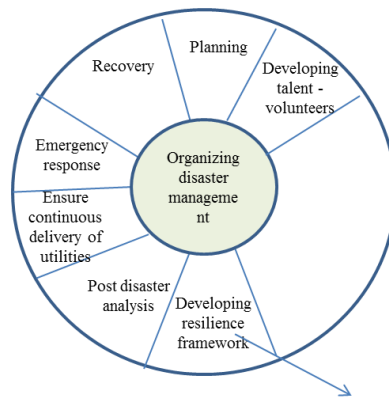 Planning
Developing
talent -
volunteers
Recovery
Emergency
response
Organizing
disaster
manageme
nt
Ensure
continuous
delivery of
utilities
Post disaster
analysis
Developing
resilience
framework